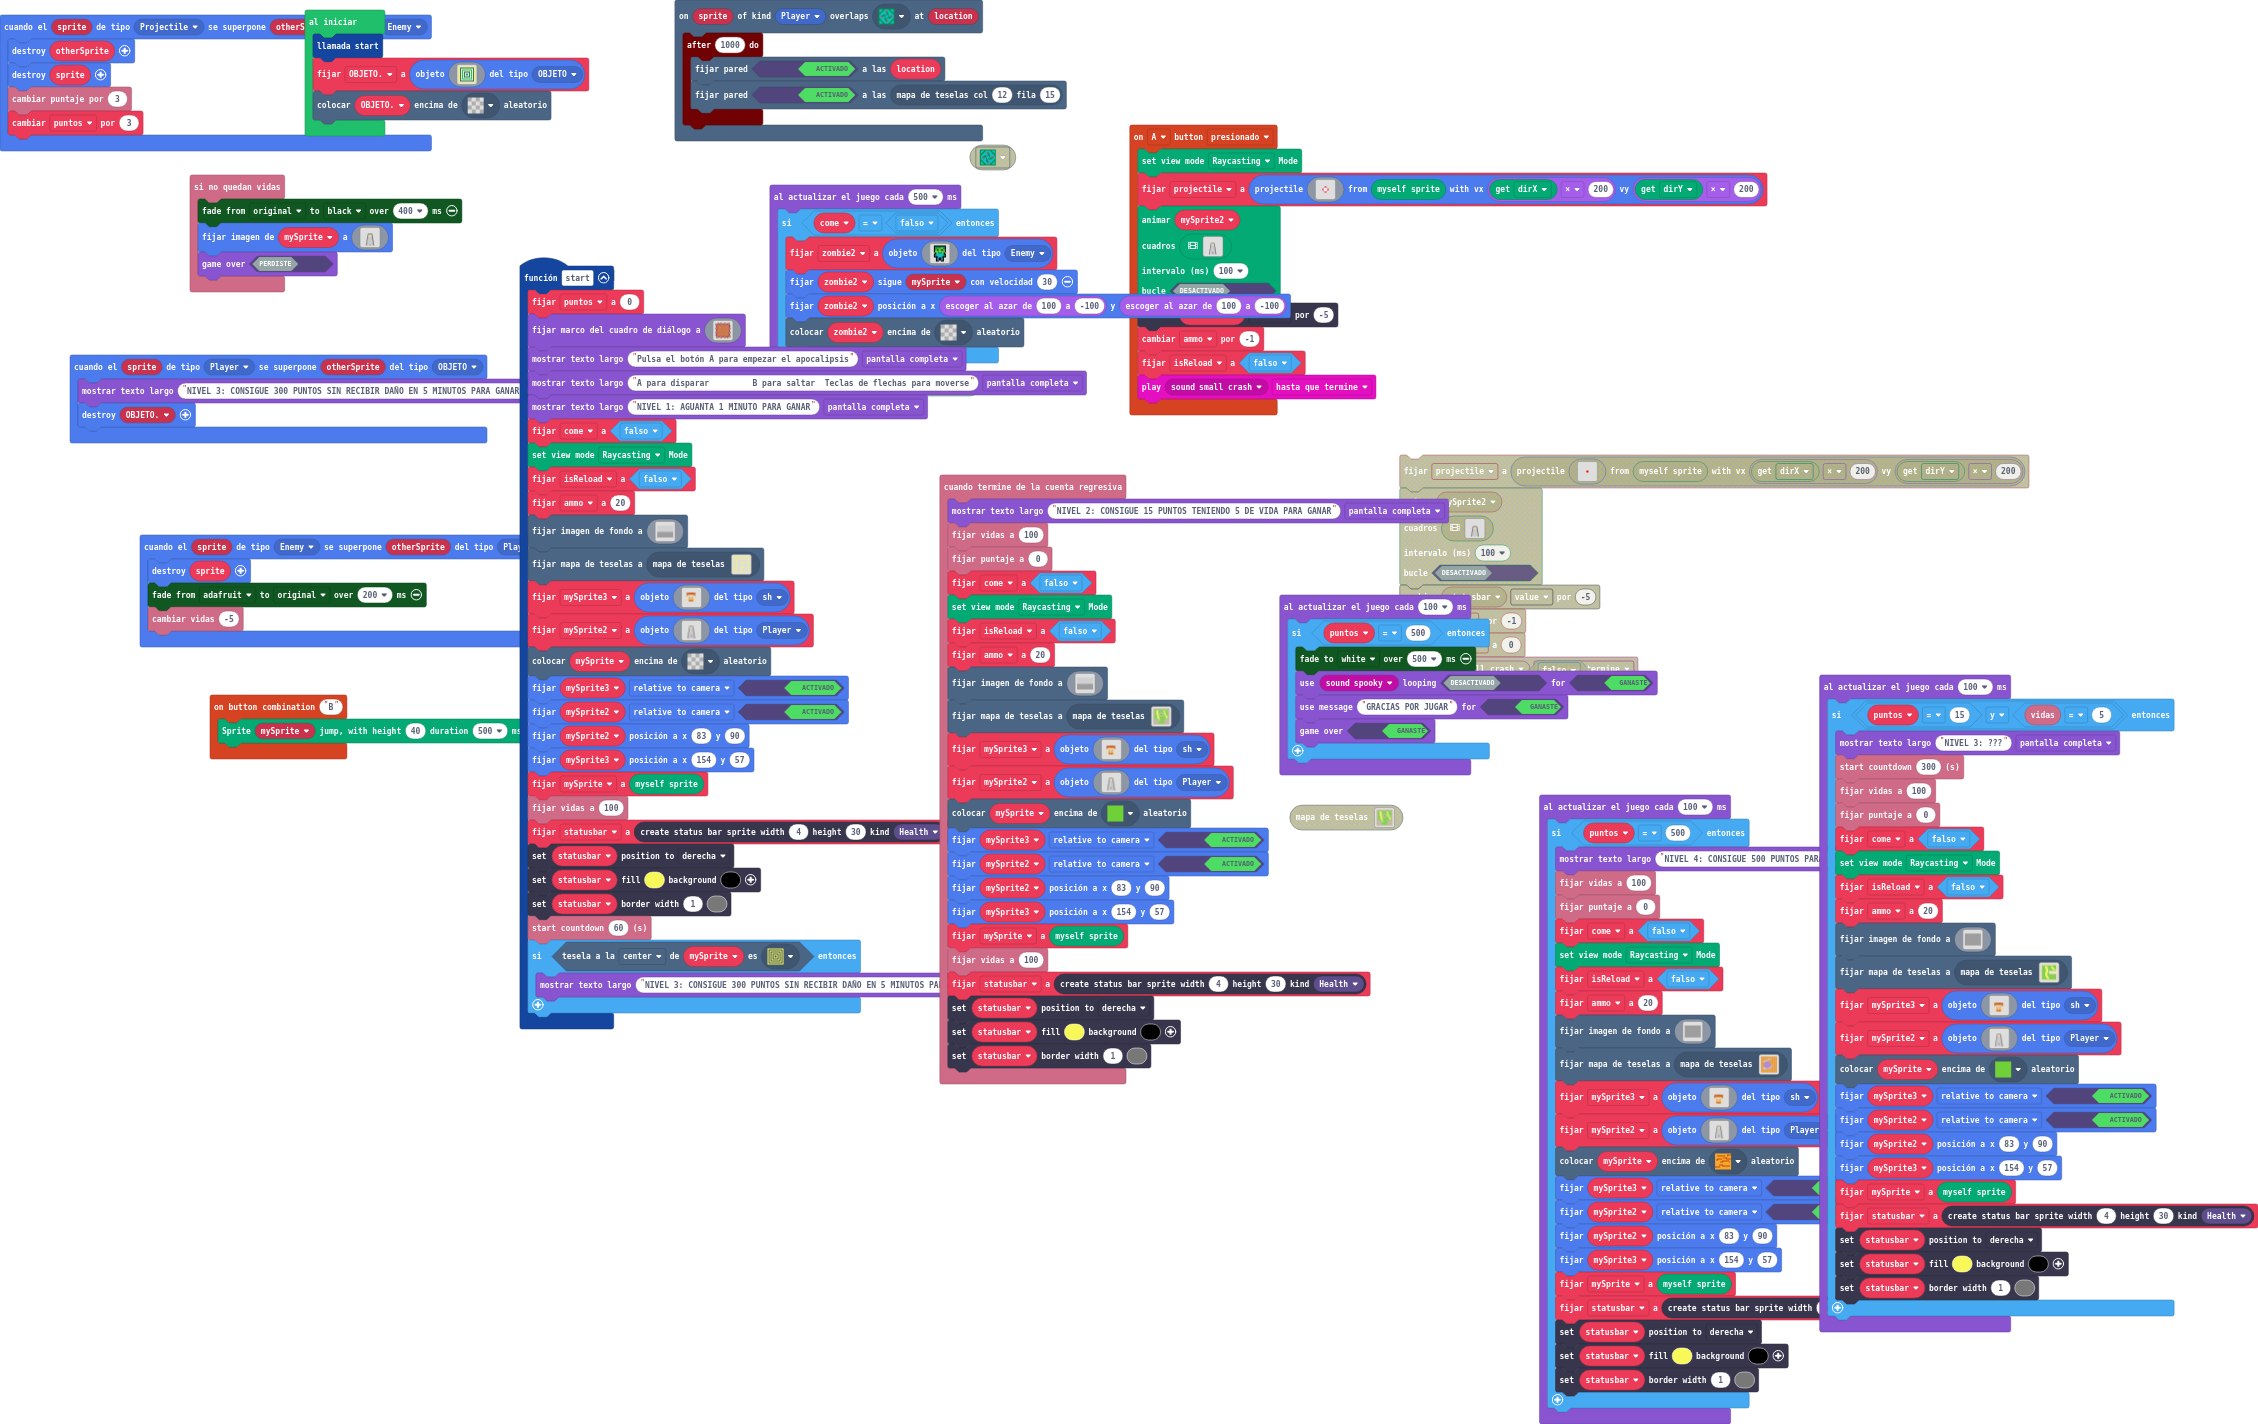 cuando el sprite de tipo Projectile se superpone otherS Enemy
destroy otherSprite
destroy sprite
cambiar puntaje por 3
cambiar puntos por 3
al iniciar
llamada start
fijar OBJETO. a objeto del tipo OBJETO
colocar OBJETO. encima de aleatorio
on sprite of kind Player overlaps at location
after 1000 do
fijar pared ACTIVADO a las location
fijar pared ACTIVADO a las mapa de teselas col 12 fila 15
si no quedan vidas
fade from original to black over 400 ms
fijar imagen de mySprite a
game over PERDISTE
al actualizar el juego cada 500 ms
si come = falso entonces
fijar zombie2 a objeto del tipo Enemy
fijar zombie2 sigue mySprite con velocidad 30
fijar zombie2 posición a x escoger al azar de 100 a -100 y escoger al azar de 100 a -100
colocar zombie2 encima de aleatorio
on A button presionado
set view mode Raycasting Mode
fijar projectile a projectile from myself sprite with vx get dirX × 200 vy get dirY × 200
animar mySprite2
cuadros
intervalo (ms) 100
bucle DESACTIVADO
por -5
cambiar ammo por -1
fijar isReload a falso
play sound small crash hasta que termine
cuando el sprite de tipo Player se superpone otherSprite del tipo OBJETO
mostrar texto largo "NIVEL 3: CONSIGUE 300 PUNTOS SIN RECIBIR DAÑO EN 5 MINUTOS PARA GANAR
destroy OBJETO.
cuando el sprite de tipo Enemy se superpone otherSprite del tipo Play
destroy sprite
fade from adafruit to original over 200 ms
cambiar vidas -5
on button combination "B"
Sprite mySprite jump, with height 40 duration 500 ms
función start
fijar puntos a 0
fijar marco del cuadro de diálogo a
mostrar texto largo "Pulsa el botón A para empezar el apocalipsis" pantalla completa
mostrar texto largo "A para disparar B para saltar Teclas de flechas para moverse" pantalla completa
mostrar texto largo "NIVEL 1: AGUANTA 1 MINUTO PARA GANAR" pantalla completa
fijar come a falso
set view mode Raycasting Mode
fijar isReload a falso
fijar ammo a 20
fijar imagen de fondo a
fijar mapa de teselas a mapa de teselas
fijar mySprite3 a objeto del tipo sh
fijar mySprite2 a objeto del tipo Player
colocar mySprite encima de aleatorio
fijar mySprite3 relative to camera ACTIVADO
fijar mySprite2 relative to camera ACTIVADO
fijar mySprite2 posición a x 83 y 90
fijar mySprite3 posición a x 154 y 57
fijar mySprite a myself sprite
fijar vidas a 100
fijar statusbar a create status bar sprite width 4 height 30 kind Health
set statusbar position to derecha
set statusbar fill background
set statusbar border width 1
start countdown 60 (s)
si tesela a la center de mySprite es entonces
mostrar texto largo "NIVEL 3: CONSIGUE 300 PUNTOS SIN RECIBIR DAÑO EN 5 MINUTOS PA
cuando termine de la cuenta regresiva
mostrar texto largo "NIVEL 2: CONSIGUE 15 PUNTOS TENIENDO 5 DE VIDA PARA GANAR" pantalla completa
fijar vidas a 100
fijar puntaje a 0
fijar come a falso
set view mode Raycasting Mode
fijar isReload a falso
fijar ammo a 20
fijar imagen de fondo a
fijar mapa de teselas a mapa de teselas
fijar mySprite3 a objeto del tipo sh
fijar mySprite2 a objeto del tipo Player
colocar mySprite encima de aleatorio
fijar mySprite3 relative to camera ACTIVADO
fijar mySprite2 relative to camera ACTIVADO
fijar mySprite2 posición a x 83 y 90
fijar mySprite3 posición a x 154 y 57
fijar mySprite a myself sprite
fijar vidas a 100
fijar statusbar a create status bar sprite width 4 height 30 kind Health
set statusbar position to derecha
set statusbar fill background
set statusbar border width 1
fijar projectile a projectile from myself sprite with vx get dirX × 200 vy get dirY × 200
ySprite2
cuadros
intervalo (ms) 100
bucle DESACTIVADO
sbar value por -5
or -1
a 0
crash falso termine
al actualizar el juego cada 100 ms
si puntos = 500 entonces
fade to white over 500 ms
use sound spooky looping DESACTIVADO for GANASTE
use message "GRACIAS POR JUGAR" for GANASTE
game over GANASTE
mapa de teselas
al actualizar el juego cada 100 ms
si puntos = 500 entonces
mostrar texto largo "NIVEL 4: CONSIGUE 500 PUNTOS PAR
fijar vidas a 100
fijar puntaje a 0
fijar come a falso
set view mode Raycasting Mode
fijar isReload a falso
fijar ammo a 20
fijar imagen de fondo a
fijar mapa de teselas a mapa de teselas
fijar mySprite3 a objeto del tipo sh
fijar mySprite2 a objeto del tipo Player
colocar mySprite encima de aleatorio
fijar mySprite3 relative to camera
fijar mySprite2 relative to camera
fijar mySprite2 posición a x 83 y 90
fijar mySprite3 posición a x 154 y 57
fijar mySprite a myself sprite
fijar statusbar a create status bar sprite width
set statusbar position to derecha
set statusbar fill background
set statusbar border width 1
al actualizar el juego cada 100 ms
si puntos = 15 y vidas = 5 entonces
mostrar texto largo "NIVEL 3: ???" pantalla completa
start countdown 300 (s)
fijar vidas a 100
fijar puntaje a 0
fijar come a falso
set view mode Raycasting Mode
fijar isReload a falso
fijar ammo a 20
fijar imagen de fondo a
fijar mapa de teselas a mapa de teselas
fijar mySprite3 a objeto del tipo sh
fijar mySprite2 a objeto del tipo Player
colocar mySprite encima de aleatorio
fijar mySprite3 relative to camera ACTIVADO
fijar mySprite2 relative to camera ACTIVADO
fijar mySprite2 posición a x 83 y 90
fijar mySprite3 posición a x 154 y 57
fijar mySprite a myself sprite
fijar statusbar a create status bar sprite width 4 height 30 kind Health
set statusbar position to derecha
set statusbar fill background
set statusbar border width 1